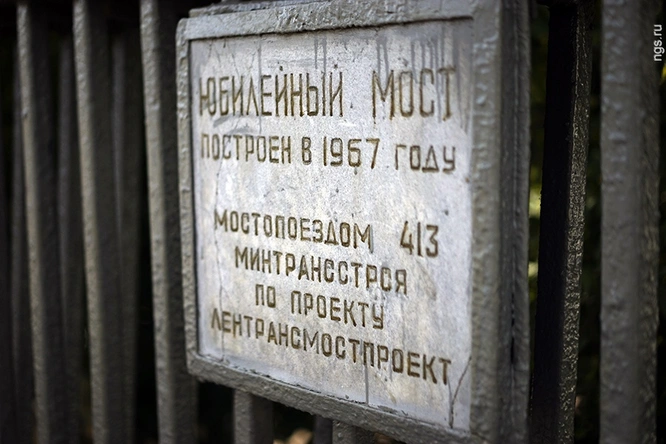 ЮБИЛЕЙНЫЙ МОСТ
ПОСТРОЕН В 1967 ГОДУ
МОСТОПОЕЗДОМ 413
МИНТРАНССТРОЯ
ПО ПРОЕКТУ
ЛЕНТРАНСМОСТПРОЕКТ
ngs.ru